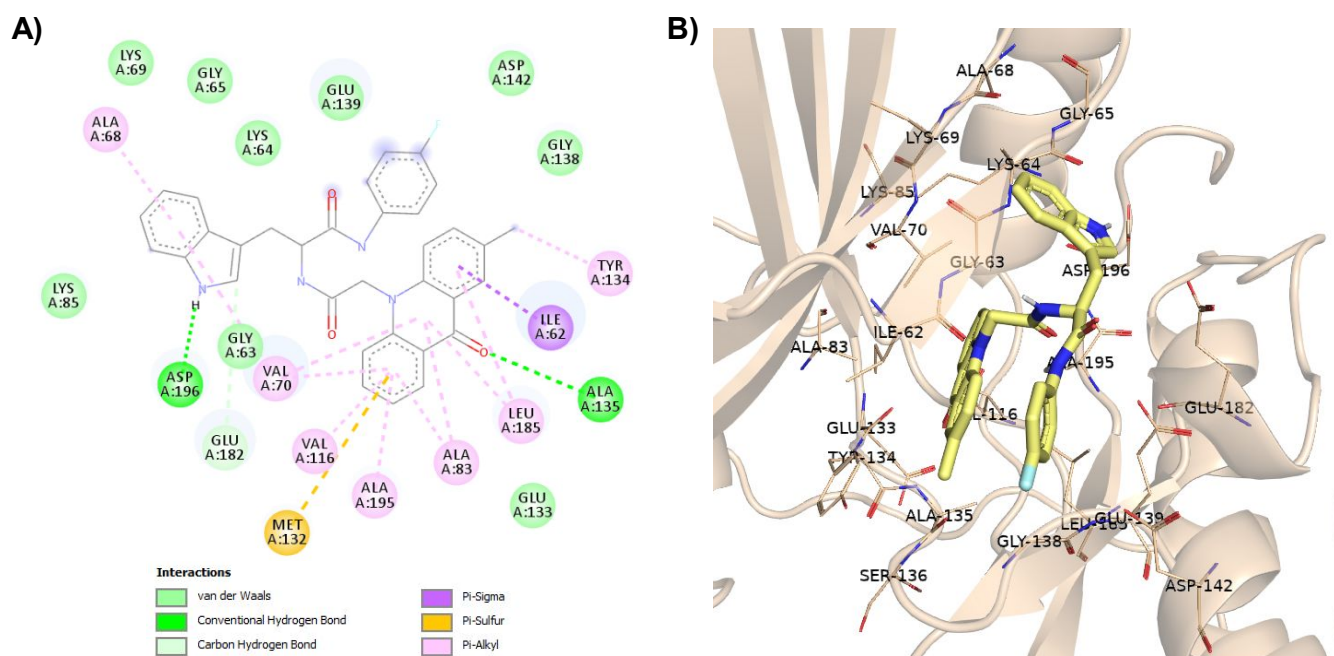 A)
LYS
A:69
GLY
A:65
GLU
A:139
ASP
A:142
ALA
A:68
LYS
A:64
GLY
A:138
F
O
N
O
N
N
H
O
N
O
TYR
A:134
LYS
A:85
ILE
A:62
GLY
A:63
ASP
A:196
VAL
A:70
ALA
A:135
LEU
A:185
GLU
A:182
VAL
A:116
ALA
A:83
ALA
A:195
GLU
A:133
MET
A:132
Interactions
van der Waals
Conventional Hydrogen Bond
Carbon Hydrogen Bond
Pi-Sigma
Pi-Sulfur
Pi-Alkyl
B)
ALA-68
GLY-65
LYS-69
LYS-64
LYS-85
VAL-70
GLY-63
ASP-196
ILE-62
ALA-83
-195
-116
GLU-182
GLU-133
TYR-134
ALA-135
GLU-139
GLY-138
SER-136
ASP-142